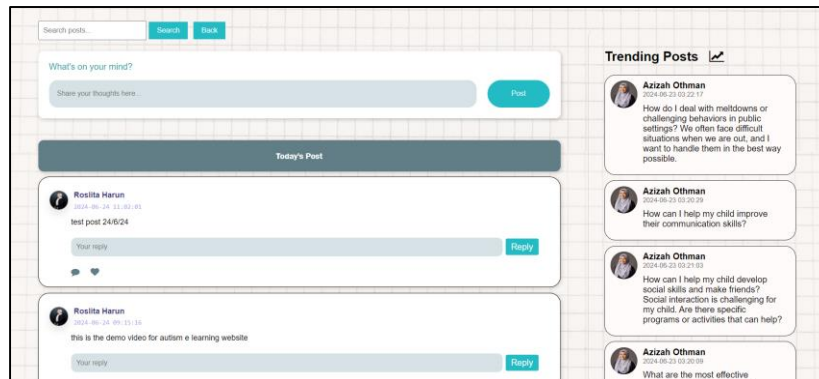 Search posts...
Search
Back
What's on your mind?
Share your thoughts here...
Post
Today's Post
Roslita Harun
2024-06-24 11:02:01
test post 24/6/24
Your reply
Reply
Roslita Harun
2024-06-24 09:15:16
this is the demo video for autism e learning website
Your reply
Reply
Trending Posts
Azizah Othman
2024-06-23 03:22:17
How do I deal with meltdowns or
challenging behaviors in public
settings? We often face difficult
situations when we are out, and I
want to handle them in the best way
possible.
Azizah Othman
2024-06-23 03:20:29
How can I help my child improve
their communication skills?
Azizah Othman
2024-06-23 03:21:03
How can I help my child develop
social skills and make friends?
Social interaction is challenging for
my child. Are there specific
programs or activities that can help?
Azizah Othman
2024-06-23 03:20:09
What are the most effective